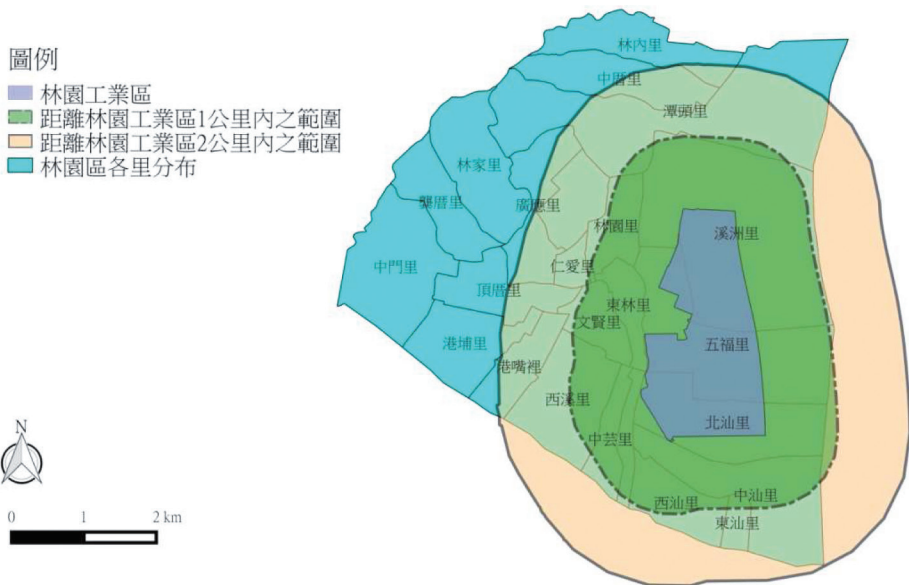 圖例
林園工業區
距離林園工業區1公里內之範圍
距離林園工業區2公里內之範圍
林園區各里分布
林內里
中厝里
潭頭里
林家里
龔厝里
廣應里
林園里
溪洲里
中門里
仁愛里
頂厝里
東林里
文賢里
港埔里
五福里
港嘴裡
西溪里
北汕里
中芸里
西汕里
中汕里
東汕里
N
0 1 2 km